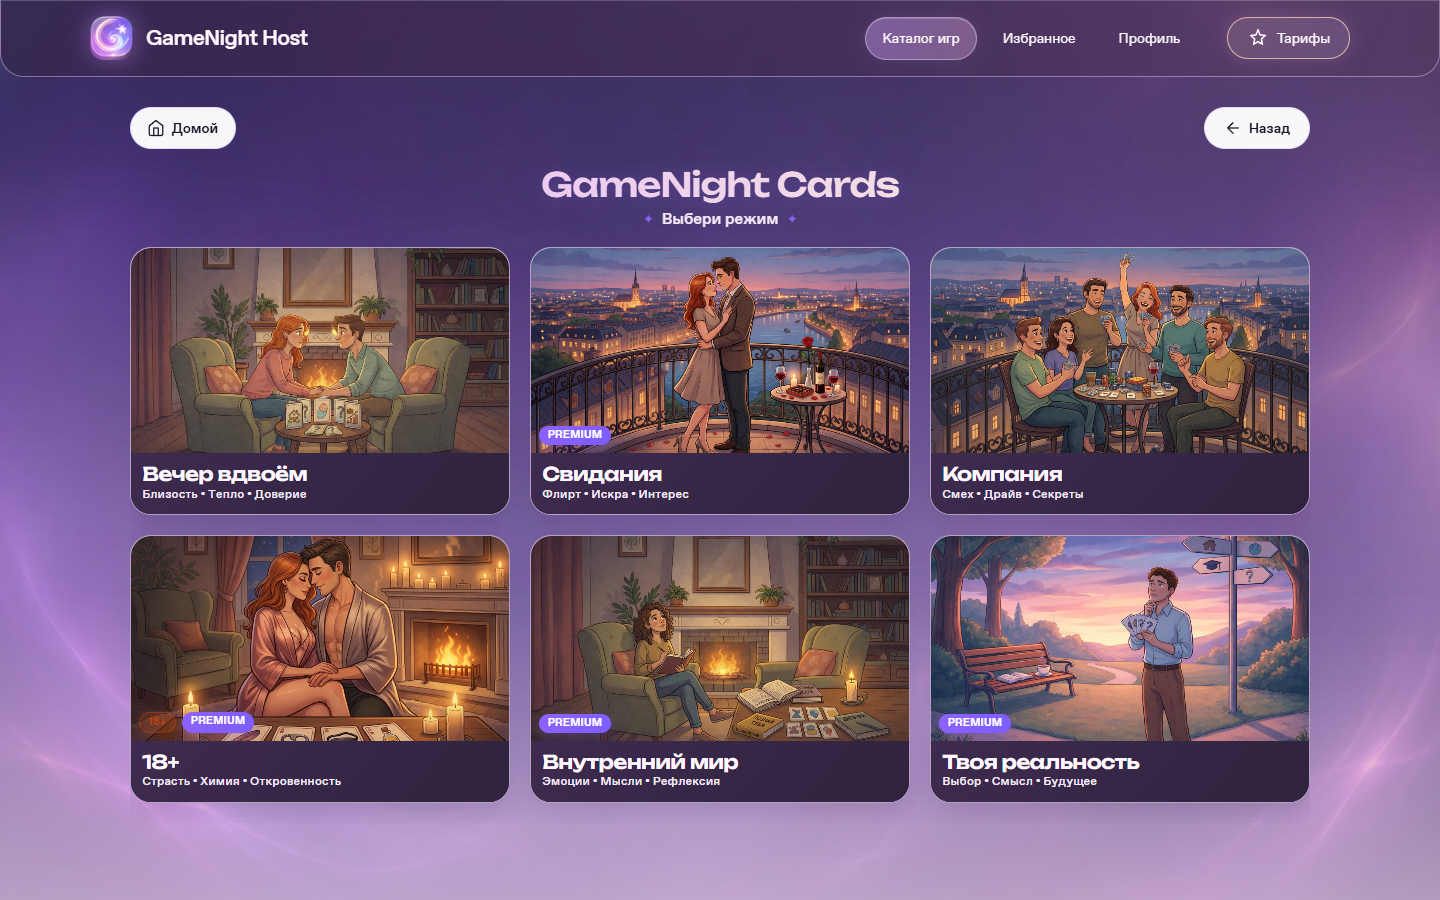 GameNight Host
Каталог игр
Избранное
Профиль
Тарифы
Домой
Назад
GameNight Cards
Выбери режим
PREMIUM
Вечер вдвоём
Близость • Тепло • Доверие
Свидания
Флирт • Искра • Интерес
Компания
Смех • Драйв • Секреты
18+
PREMIUM
PREMIUM
PREMIUM
18+
Страсть • Химия • Откровенность
Внутренний мир
Эмоции • Мысли • Рефлексия
Твоя реальность
Выбор • Смысл • Будущее